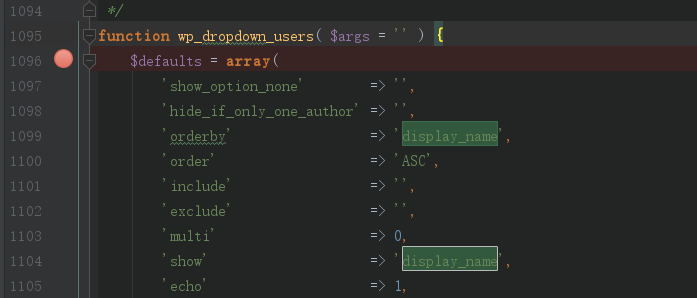 1094 */
1095 function wp_dropdown_users( $args = '' ) {
1096 $defaults = array(
1097 'show_option_none' => '',
1098 'hide_if_only_one_author' => '',
1099 'orderby' => 'display_name',
1100 'order' => 'ASC',
1101 'include' => '',
1102 'exclude' => '',
1103 'multi' => 0,
1104 'show' => 'display_name',
1105 'echo' => 1,